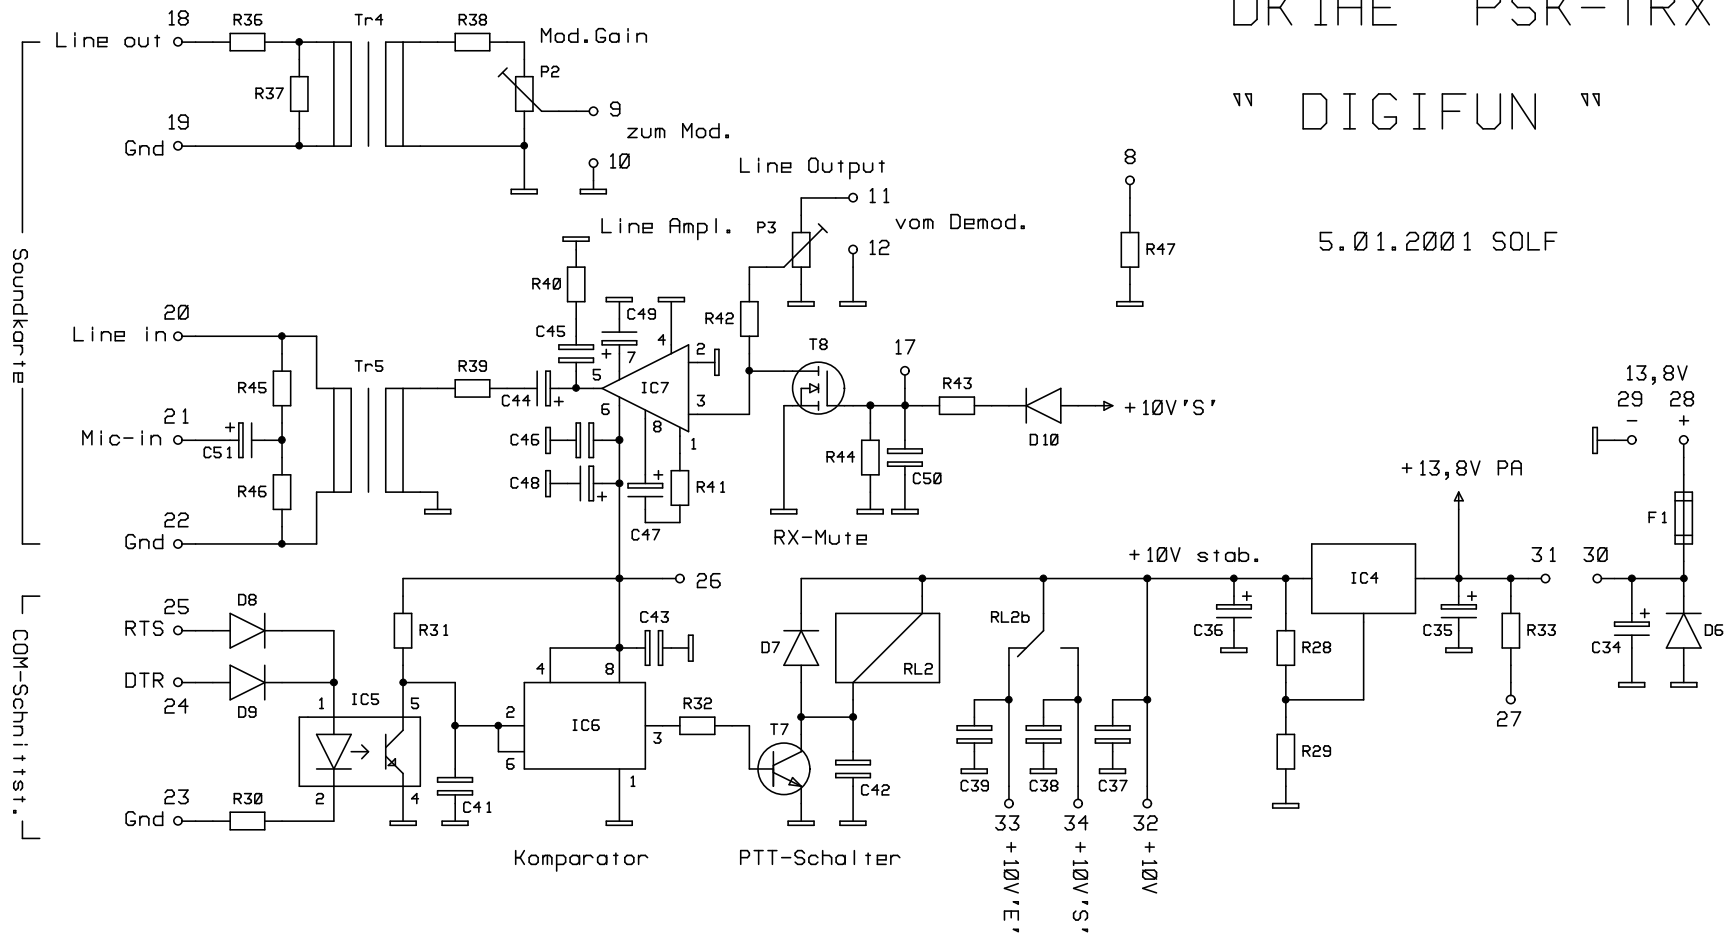 DK1HE PSK-TRX
" DIGIFUN "
5.01.2001 SOLF
18
Line out
R36
Tr4
R38
Mod.Gain
P2
R37
9
zum Mod.
19
Gnd
10
Line Output
11
8
Line Ampl.
P3
vom Demod.
12
R47
Soundkarte
R40
20
Line in
C45
C49
R42
4
T8
17
2
7
5
Tr5
R39
IC7
C44
+
+
R45
3
6
8
1
R43
D10
+10V'S'
13,8V
29
28
-
+
21
Mic-in
+
C51
C46
C48
+
+
R41
R44
C50
+13,8V PA
R46
22
Gnd
C47
RX-Mute
F1
+10V stab.
IC4
31
30
26
COM-Schnittst.
25
RTS
D8
R31
C43
D7
RL2
RL2b
C36
+
R28
C35
+
R33
C34
+
D6
DTR
24
D9
4
8
IC5
1
5
2
IC6
3
6
1
R32
T7
27
R29
2
4
C41
C42
C39
C38
C37
23
Gnd
R30
33
34
32
Komparator
PTT-Schalter
+10V'E'
+10V'S'
+10V